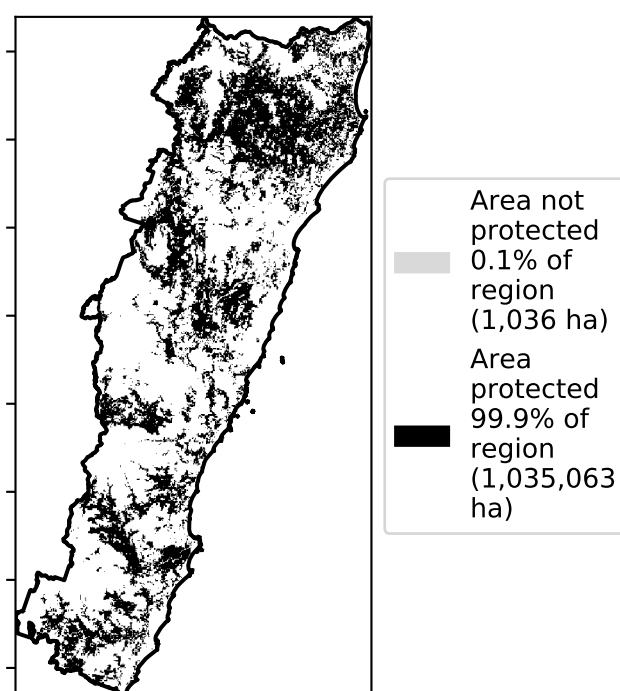 Area not
protected
0.1% of
region
(1,036 ha)
Area
protected
99.9% of
region
(1,035,063
ha)